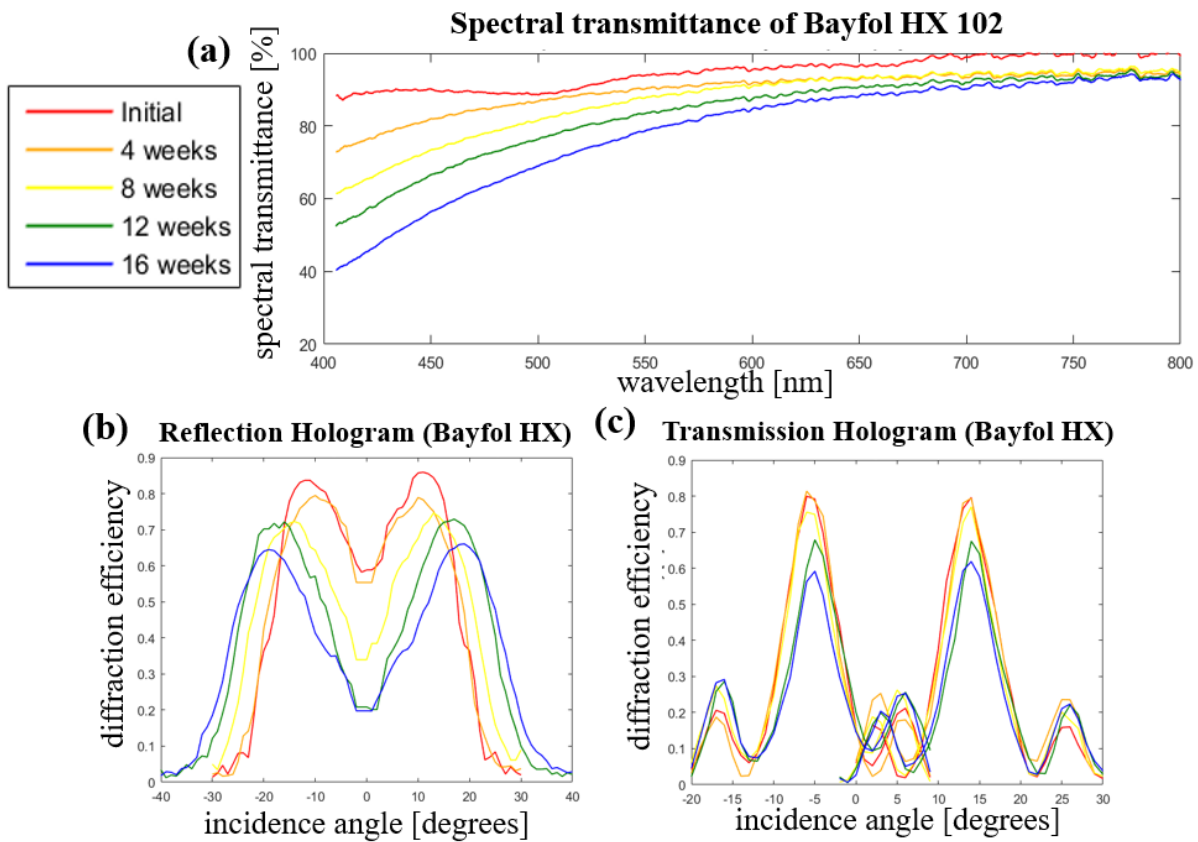 Spectral transmittance of Bayfol HX 102
(a)
Initial
4 weeks
8 weeks
12 weeks
16 weeks
spectral transmittance [%]
100
80
60
40
20
400 450 500 550 600 650 700 750 800
wavelength [nm]
(b) Reflection Hologram (Bayfol HX)
diffraction efficiency
0.9
0.8
0.7
0.6
0.5
0.4
0.3
0.2
0.1
0
-40 -30 -20 -10 0 10 20 30 40
incidence angle [degrees]
(c) Transmission Hologram (Bayfol HX)
diffraction efficiency
0.9
0.8
0.7
0.6
0.5
0.4
0.3
0.2
0.1
0
-20 -15 -10 -5 0 5 10 15 20 25 30
incidence angle [degrees]